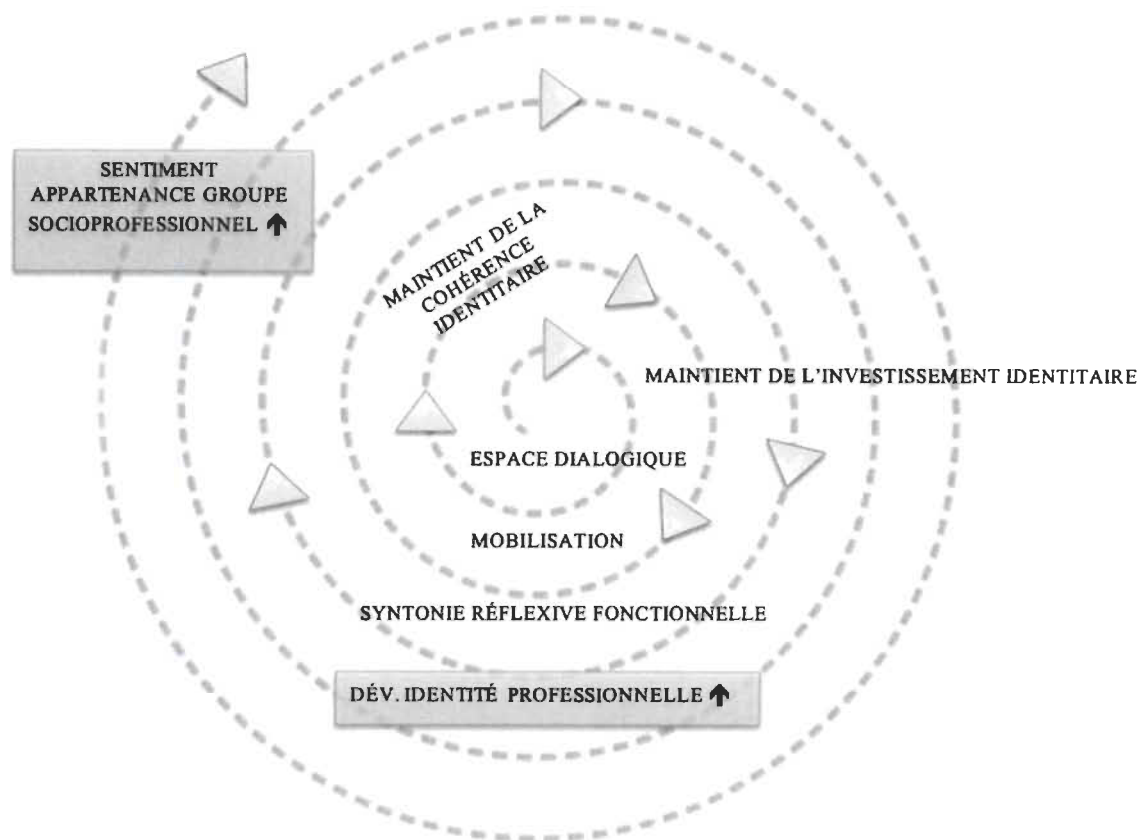 SENTIMENT
APPARTENANCE GROUPE
SOCIOPROFESSIONNEL ↑
MAINTIENT DE LA
COHÉRENCE
IDENTITAIRE
MAINTIENT DE L'INVESTISSEMENT IDENTITAIRE
ESPACE DIALOGIQUE
MOBILISATION
SYNTONIE RÉFLEXIVE FONCTIONNELLE
DÉV. IDENTITÉ PROFESSIONNELLE ↑